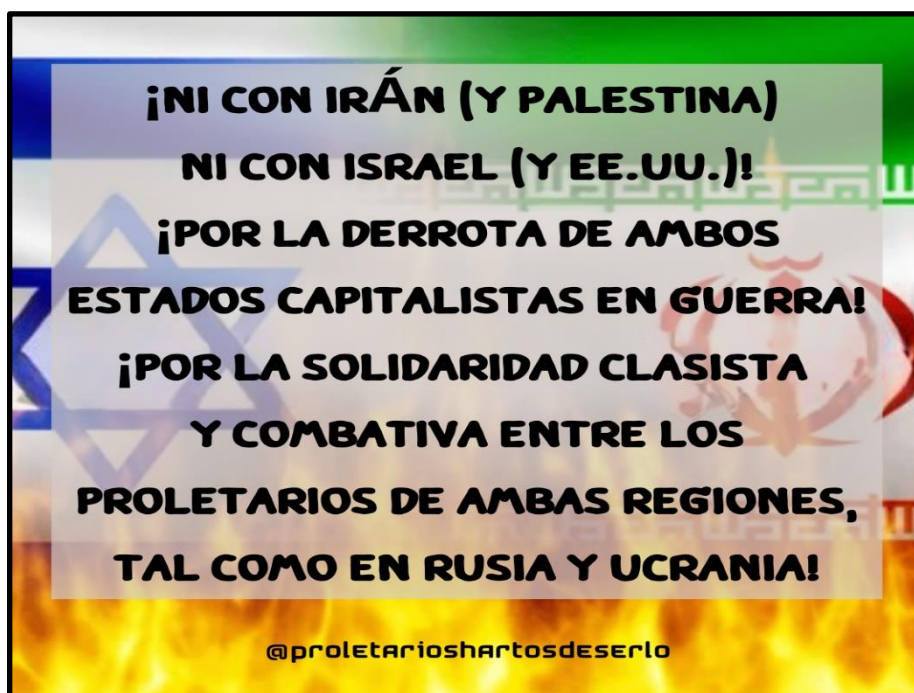 ¡NI CON IRÁN (Y PALESTINA)
NI CON ISRAEL (Y EE.UU.)!
¡POR LA DERROTA DE AMBOS
ESTADOS CAPITALISTAS EN GUERRA!
¡POR LA SOLIDARIDAD CLASISTA
Y COMBATIVA ENTRE LOS
PROLETARIOS DE AMBAS REGIONES,
TAL COMO EN RUSIA Y UCRANIA!
@proletarioshartosdeserlo